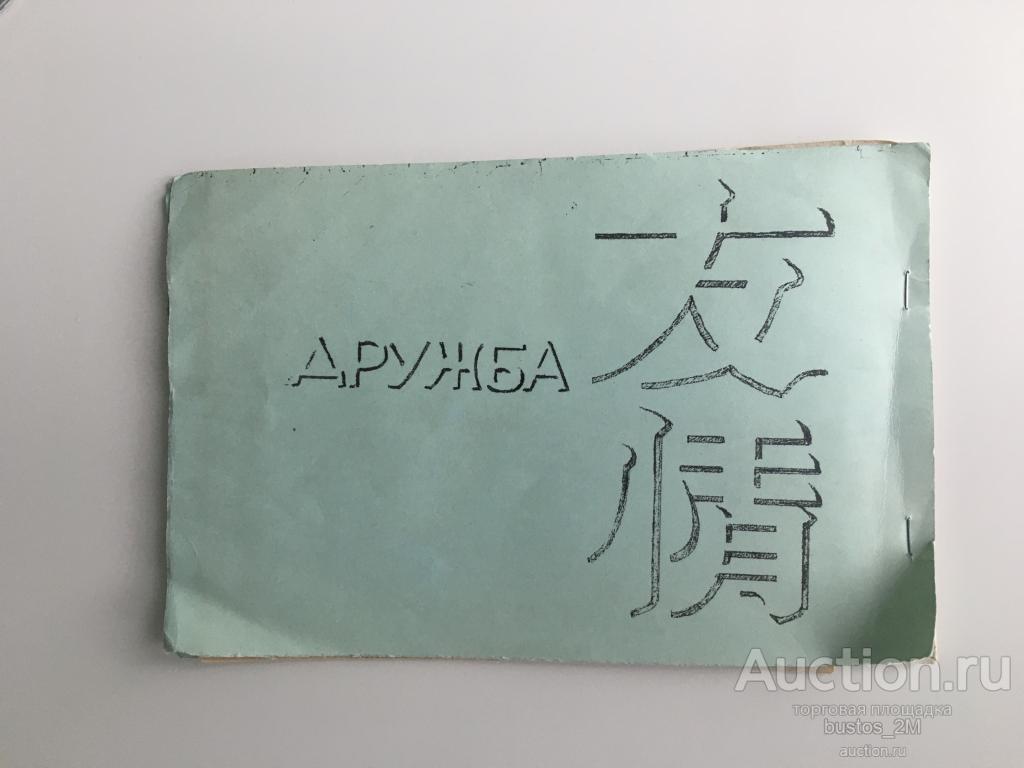 友情
ДРУЖБА
Auction.ru
торговая площадка
bustos_2M
auction.ru